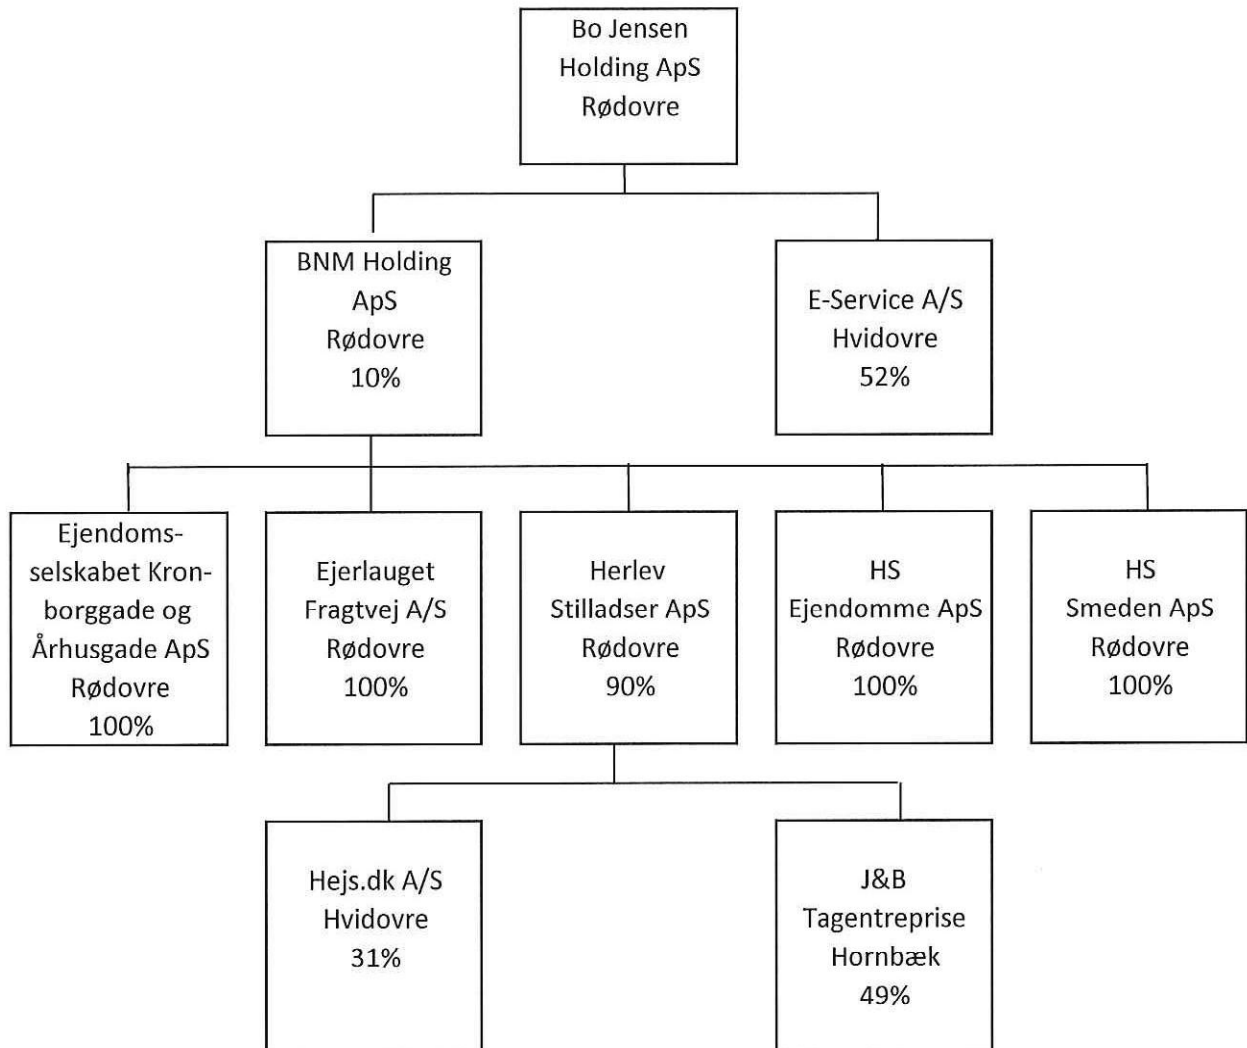 Bo Jensen
Holding ApS
Rødovre
BNM Holding
ApS
Rødovre
10%
E-Service A/S
Hvidovre
52%
Ejendoms-
selskabet Kron-
borggade og
Århusgade ApS
Rødovre
100%
Ejerlauget
Fragtvej A/S
Rødovre
100%
Herlev
Stilladser ApS
Rødovre
90%
HS
Ejendomme ApS
Rødovre
100%
HS
Smeden ApS
Rødovre
100%
Hejs.dk A/S
Hvidovre
31%
J&B
Tagentreprise
Hornbæk
49%